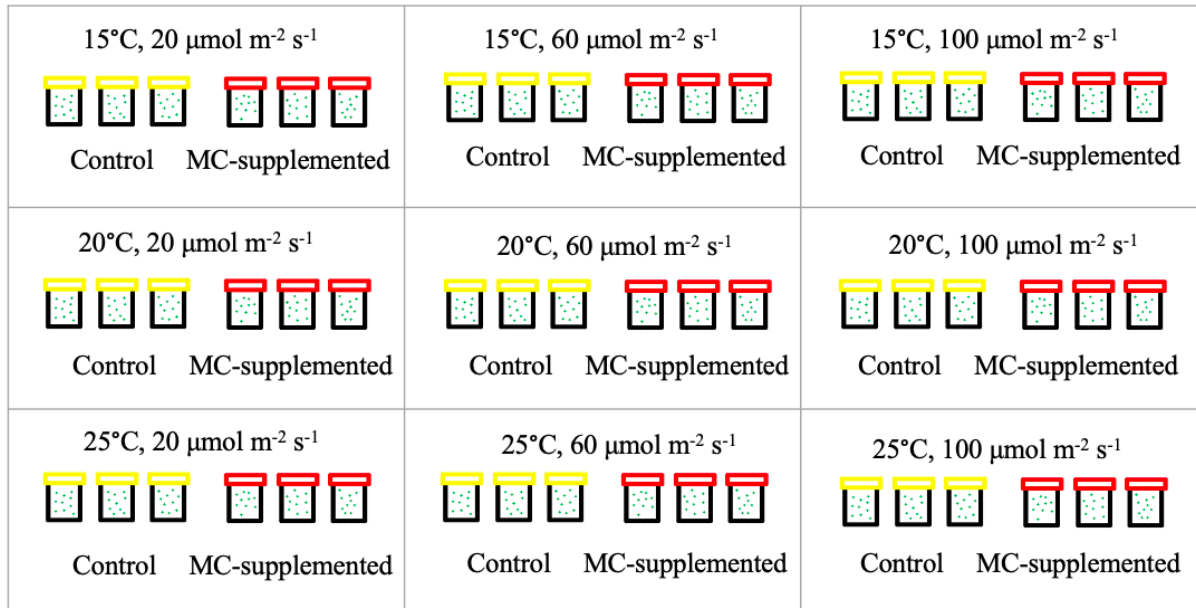 15°C, 20 μmol m⁻² s⁻¹
Control MC-supplemented
15°C, 60 μmol m⁻² s⁻¹
Control MC-supplemented
15°C, 100 μmol m⁻² s⁻¹
Control MC-supplemented
20°C, 20 μmol m⁻² s⁻¹
Control MC-supplemented
20°C, 60 μmol m⁻² s⁻¹
Control MC-supplemented
20°C, 100 μmol m⁻² s⁻¹
Control MC-supplemented
25°C, 20 μmol m⁻² s⁻¹
Control MC-supplemented
25°C, 60 μmol m⁻² s⁻¹
Control MC-supplemented
25°C, 100 μmol m⁻² s⁻¹
Control MC-supplemented